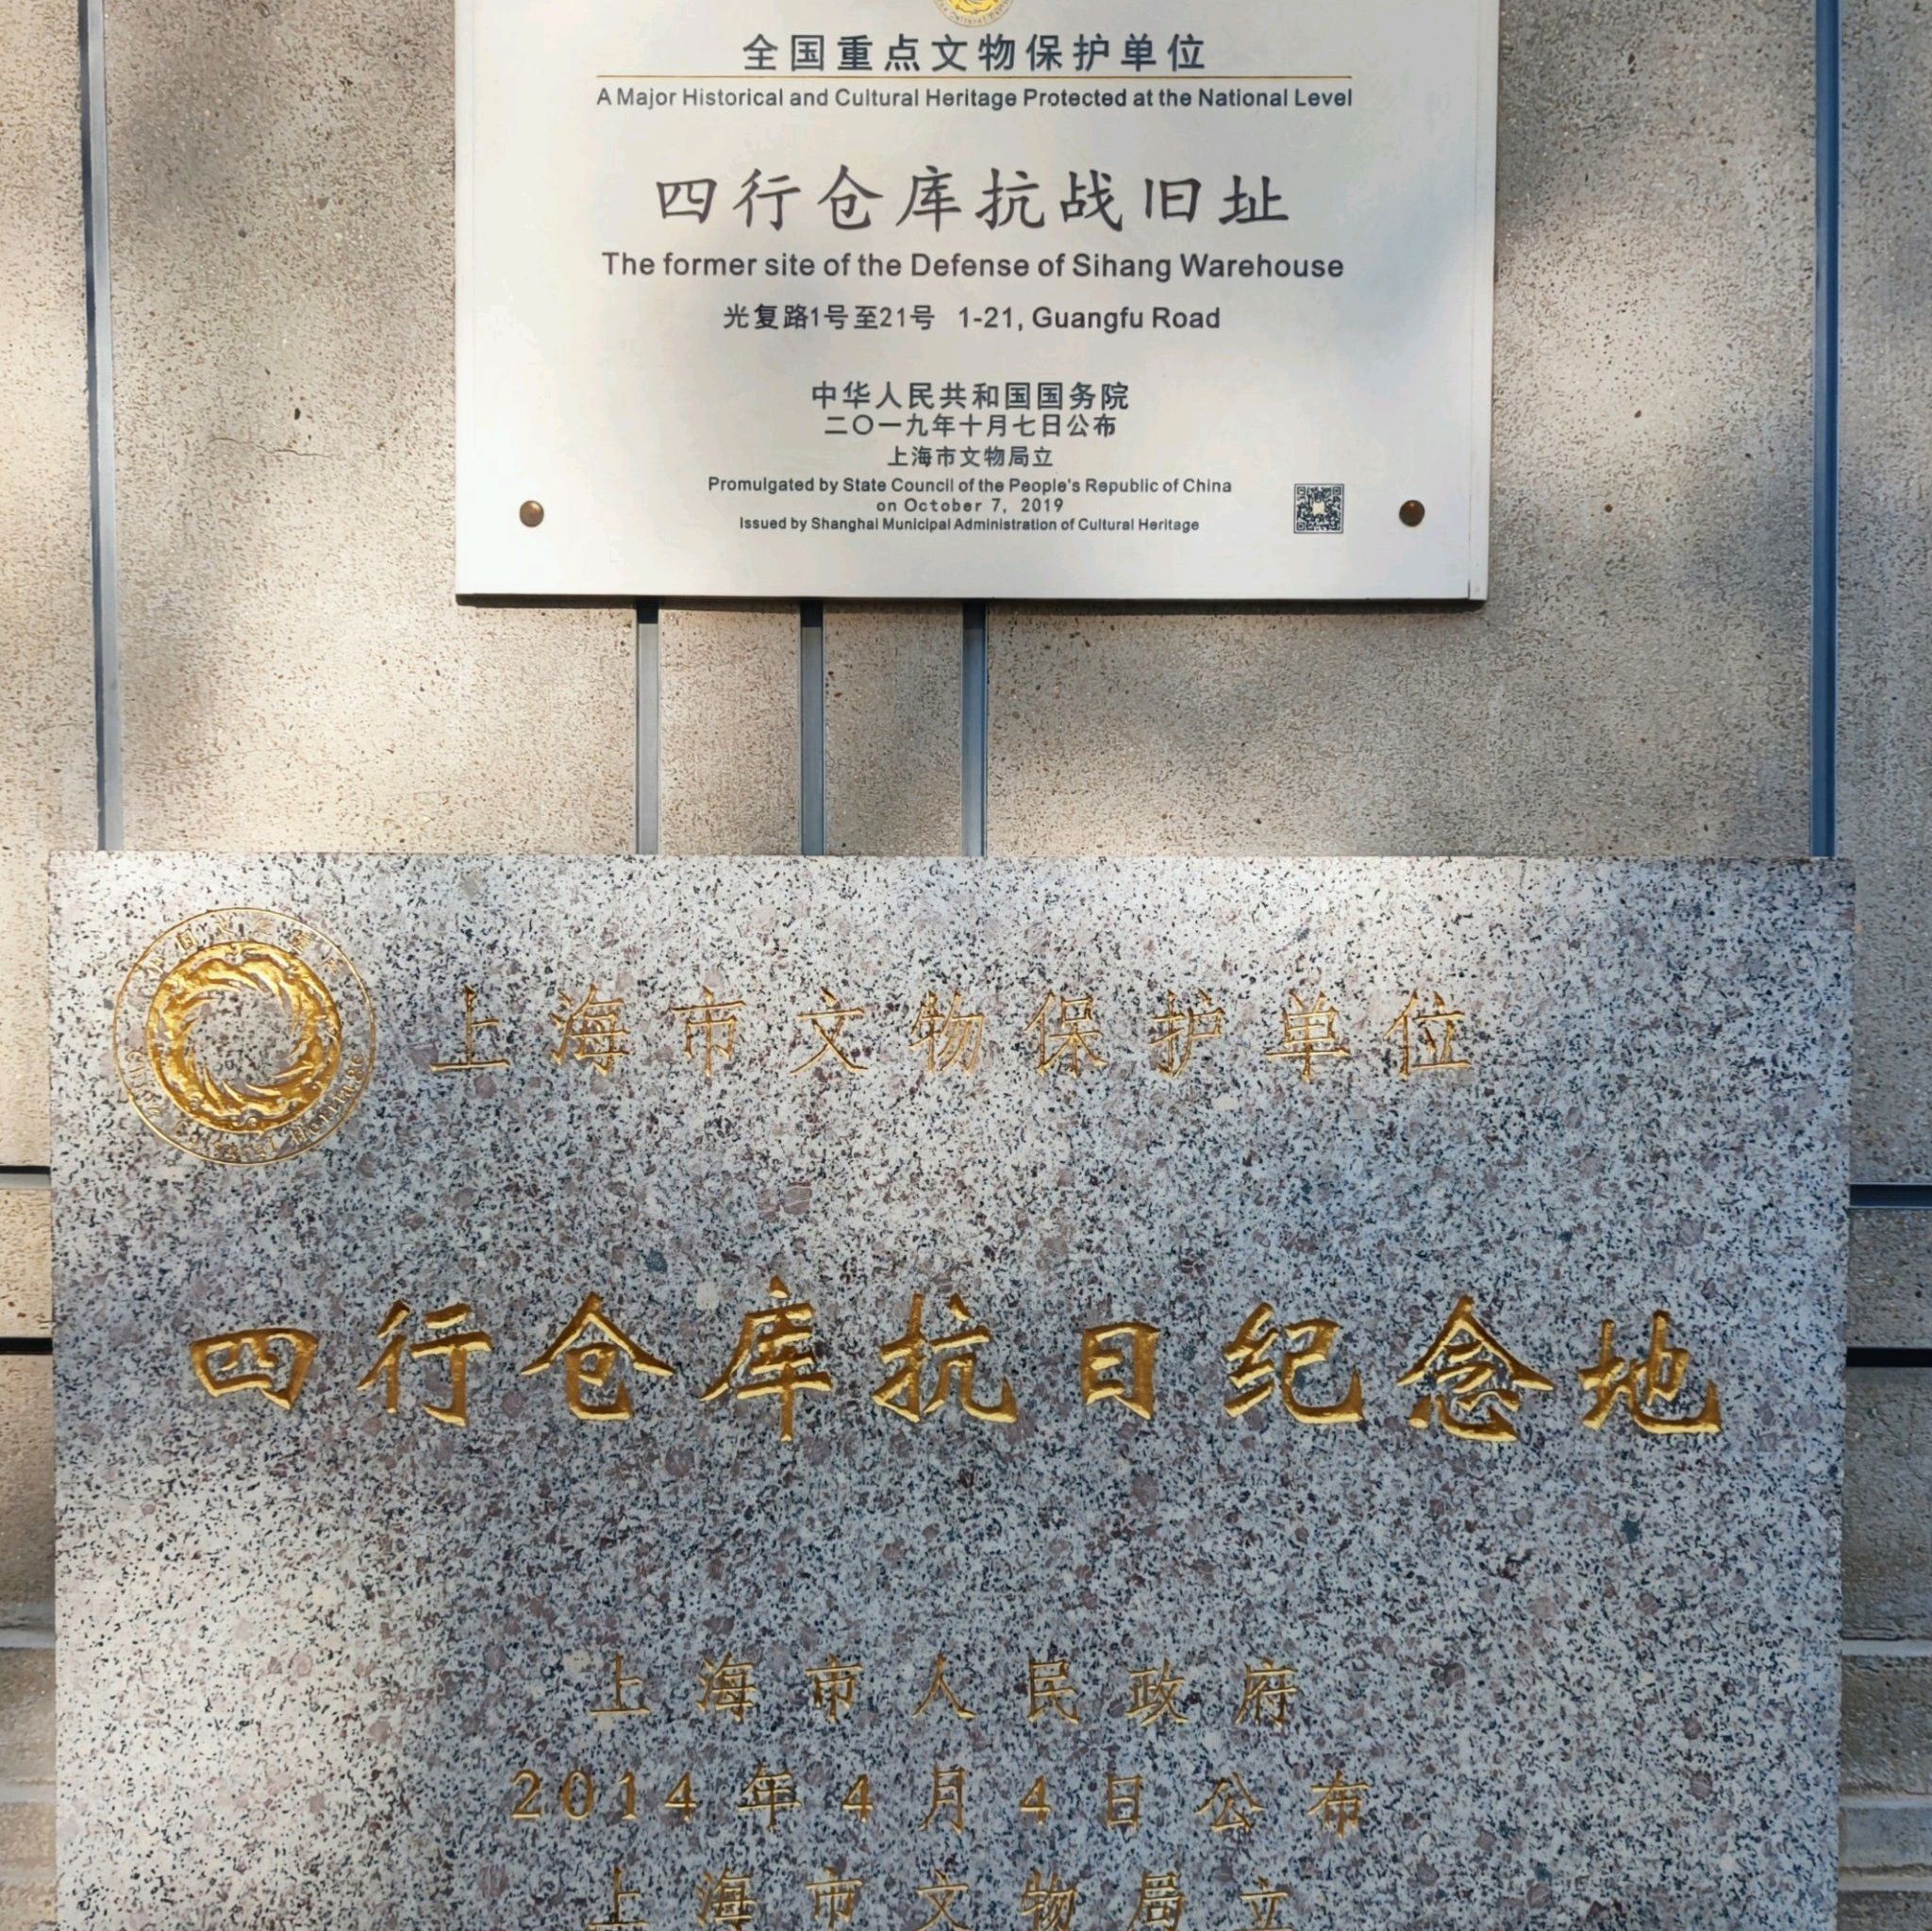 全国重点文物保护单位
A Major Historical and Cultural Heritage Protected at the National Level
四行仓库抗战旧址
The former site of the Defense of Sihang Warehouse
光复路1号至21号 1-21, Guangfu Road
中华人民共和国国务院
二〇一九年十月七日公布
上海市文物局立
Promulgated by State Council of the People's Republic of China
on October 7, 2019
Issued by Shanghai Municipal Administration of Cultural Heritage
上海市文物保护单位
四行仓库抗日纪念地
上海市人民政府
2014年4月4日公布
上海市文物局立